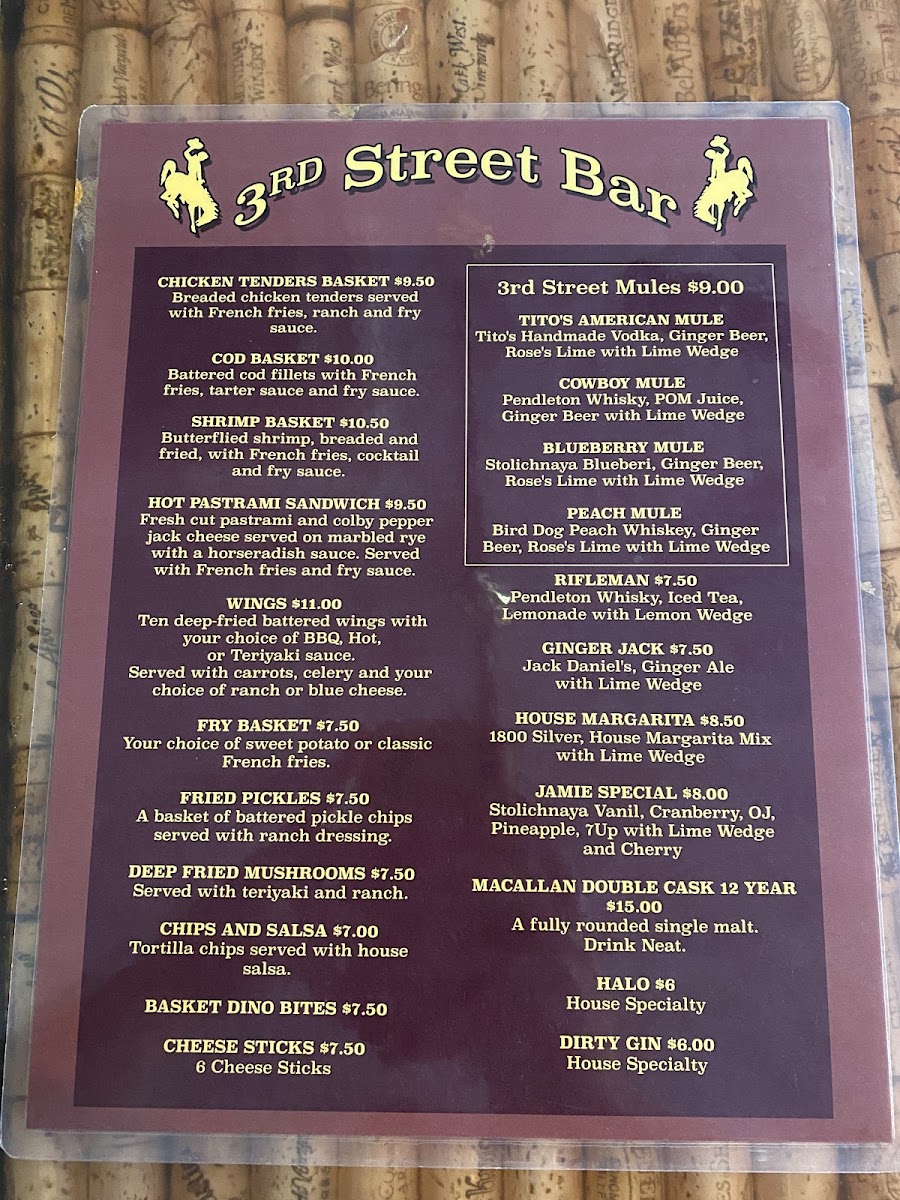 3RD Street Bar
CHICKEN TENDERS BASKET $9.50
Breaded chicken tenders served
with French fries, ranch and fry
sauce.
COD BASKET $10.00
Battered cod fillets with French
fries, tarter sauce and fry sauce.
SHRIMP BASKET $10.50
Butterflied shrimp, breaded and
fried, with French fries, cocktail
and fry sauce.
HOT PASTRAMI SANDWICH $9.50
Fresh cut pastrami and colby pepper
jack cheese served on marbled rye
with a horseradish sauce. Served
with French fries and fry sauce.
WINGS $11.00
Ten deep-fried battered wings with
your choice of BBQ, Hot,
or Teriyaki sauce.
Served with carrots, celery and your
choice of ranch or blue cheese.
FRY BASKET $7.50
Your choice of sweet potato or classic
French fries.
FRIED PICKLES $7.50
A basket of battered pickle chips
served with ranch dressing.
DEEP FRIED MUSHROOMS $7.50
Served with teriyaki and ranch.
CHIPS AND SALSA $7.00
Tortilla chips served with house
salsa.
BASKET DINO BITES $7.50
CHEESE STICKS $7.50
6 Cheese Sticks
3rd Street Mules $9.00
TITO'S AMERICAN MULE
Tito's Handmade Vodka, Ginger Beer,
Rose's Lime with Lime Wedge
COWBOY MULE
Pendleton Whisky, POM Juice,
Ginger Beer with Lime Wedge
BLUEBERRY MULE
Stolichnaya Blueberi, Ginger Beer,
Rose's Lime with Lime Wedge
PEACH MULE
Bird Dog Peach Whiskey, Ginger
Beer, Rose's Lime with Lime Wedge
RIFLEMAN $7.50
Pendleton Whisky, Iced Tea,
Lemonade with Lemon Wedge
GINGER JACK $7.50
Jack Daniel's, Ginger Ale
with Lime Wedge
HOUSE MARGARITA $8.50
1800 Silver, House Margarita Mix
with Lime Wedge
JAMIE SPECIAL $8.00
Stolichnaya Vanil, Cranberry, OJ,
Pineapple, 7Up with Lime Wedge
and Cherry
MACALLAN DOUBLE CASK 12 YEAR
$15.00
A fully rounded single malt.
Drink Neat.
HALO $6
House Specialty
DIRTY GIN $6.00
House Specialty